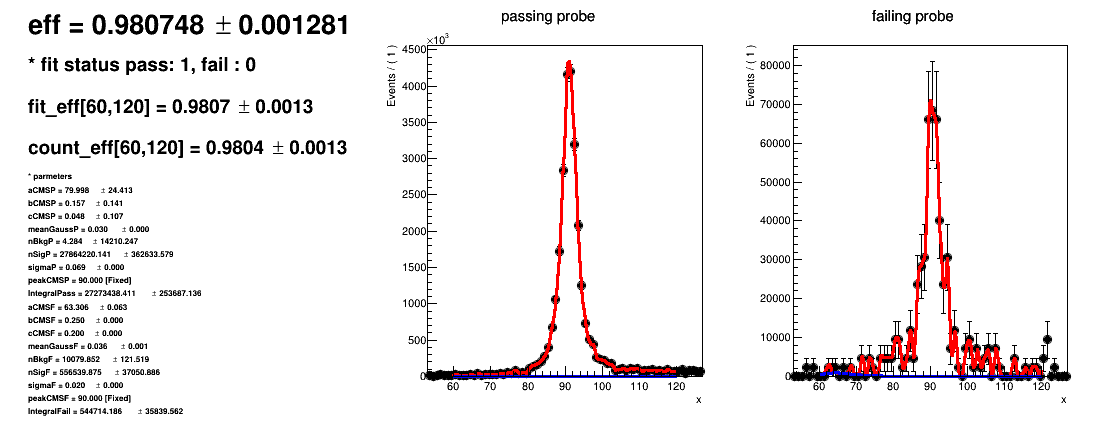 eff = 0.980748 ± 0.001281
* fit status pass: 1, fail : 0
fit_eff[60,120] = 0.9807 ± 0.0013
count_eff[60,120] = 0.9804 ± 0.0013
* parmeters
aCMSP = 79.998 ± 24.413
bCMSP = 0.157 ± 0.141
cCMSP = 0.048 ± 0.107
meanGaussP = 0.030 ± 0.000
nBkgP = 4.284 ± 14210.247
nSigP = 27864220.141 ± 362633.579
sigmaP = 0.069 ± 0.000
peakCMSP = 90.000 [Fixed]
IntegralPass = 27273438.411 ± 253687.136
aCMSF = 63.306 ± 0.063
bCMSF = 0.250 ± 0.000
cCMSF = 0.200 ± 0.000
meanGaussF = 0.036 ± 0.001
nBkgF = 10079.852 ± 121.519
nSigF = 556539.875 ± 37050.886
sigmaF = 0.020 ± 0.000
peakCMSF = 90.000 [Fixed]
IntegralFail = 544714.186 ± 35839.562
passing probe
×10³
Events / ( 1 )
4500
4000
3500
3000
2500
2000
1500
1000
500
0
60 70 80 90 100 110 120
x
failing probe
Events / ( 1 )
80000
70000
60000
50000
40000
30000
20000
10000
0
60 70 80 90 100 110 120
x